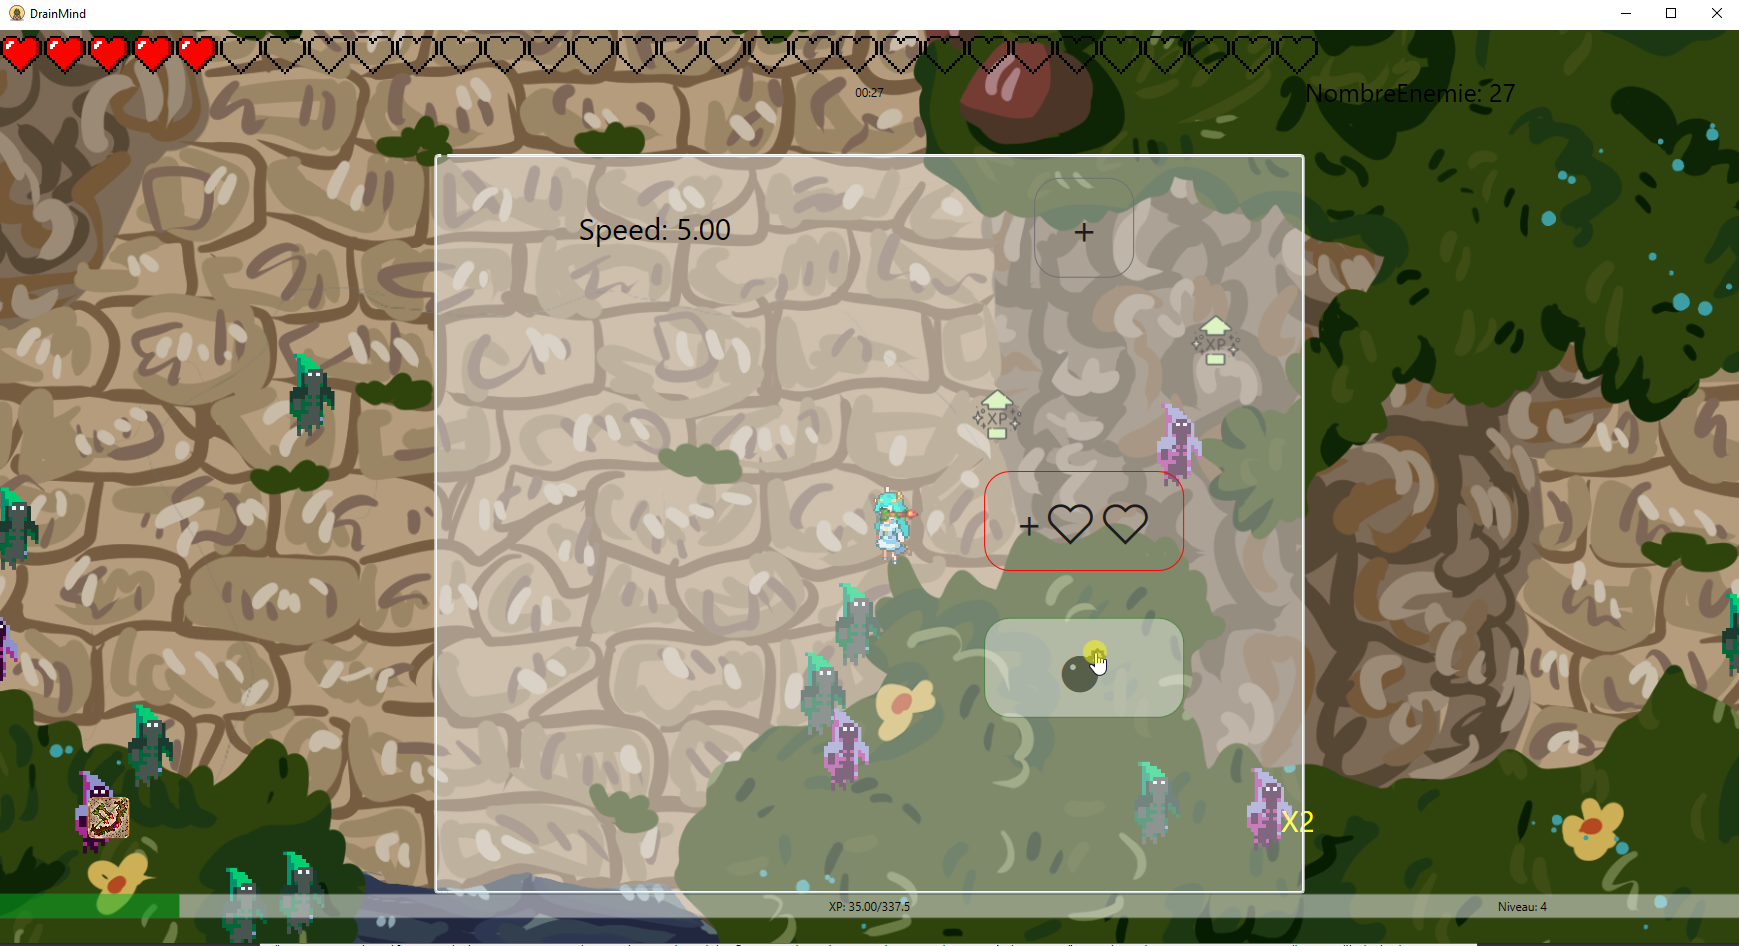 DrainMind
00:27
NombreEnemie: 27
Speed: 5.00
+
XP
XP
+
X2
XP: 35.00/337.5
Niveau: 4